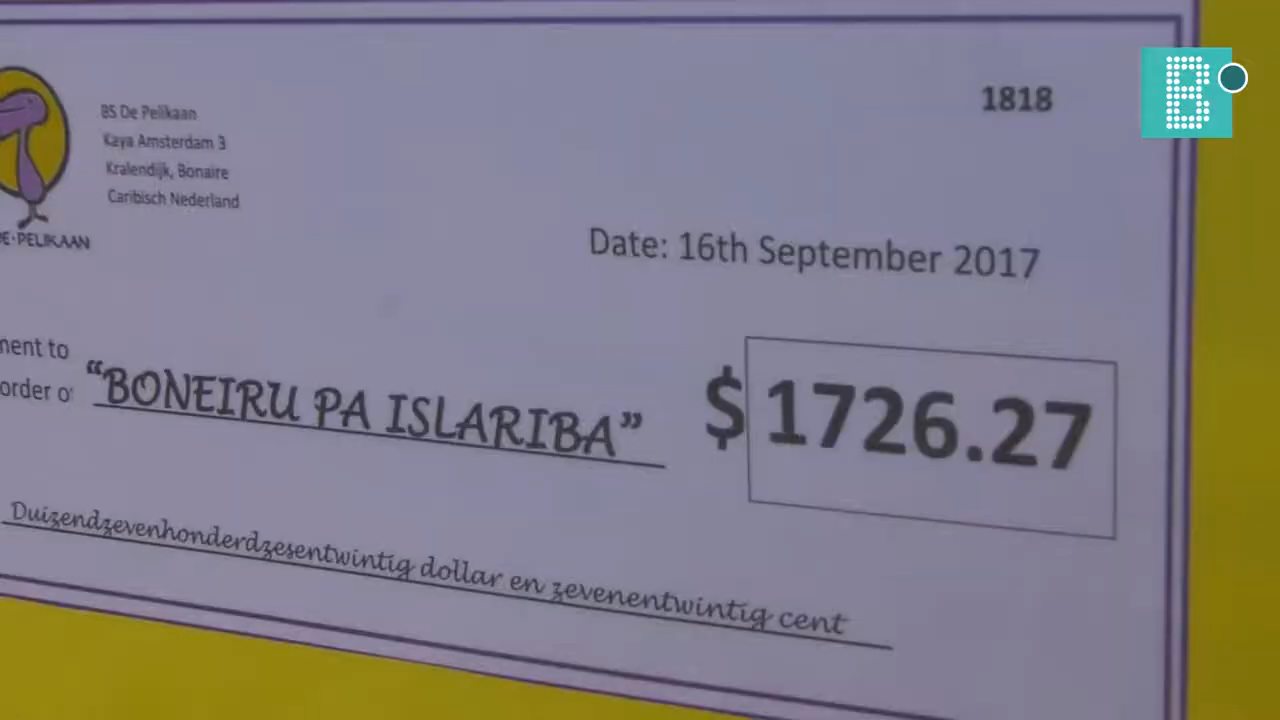 1818
BS De Pelikaan
Kaya Amsterdam 3
Kralendijk, Bonaire
Caribisch Nederland
DE·PELIKAAN
Date: 16th September 2017
ment to
order o
"BONEIRU PA ISLARIBA"
$ 1726.27
Duizendzevenhonderdzesentwintig dollar en zevenentwintig cent
B